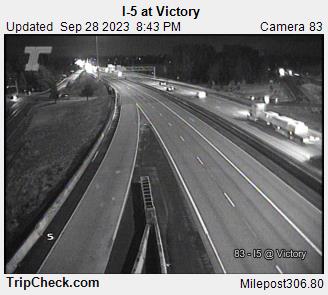 I-5 at Victory
Updated  Sep 28 2023  8:43 PM
Camera 83
T
S
83 - I5 @ Victory
TripCheck.com
Milepost306.80